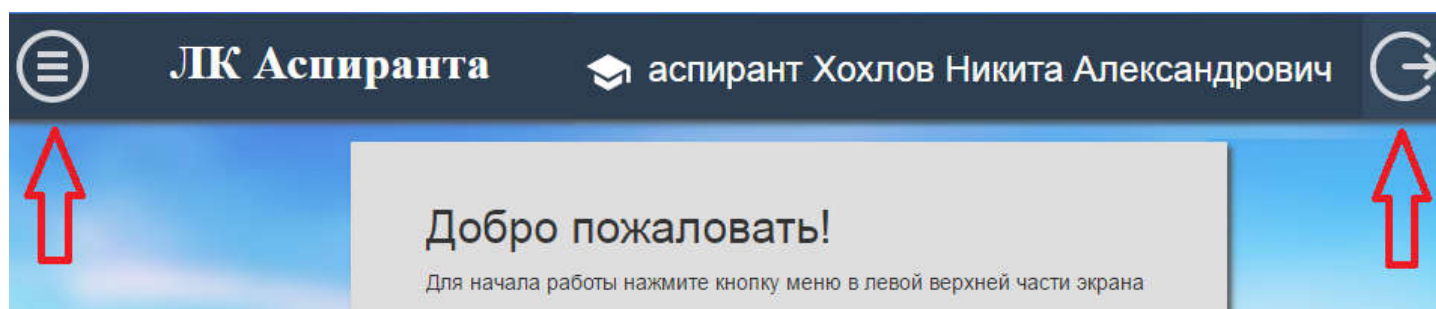 ЛК Аспиранта
аспирант Хохлов Никита Александрович
Добро пожаловать!
Для начала работы нажмите кнопку меню в левой верхней части экрана